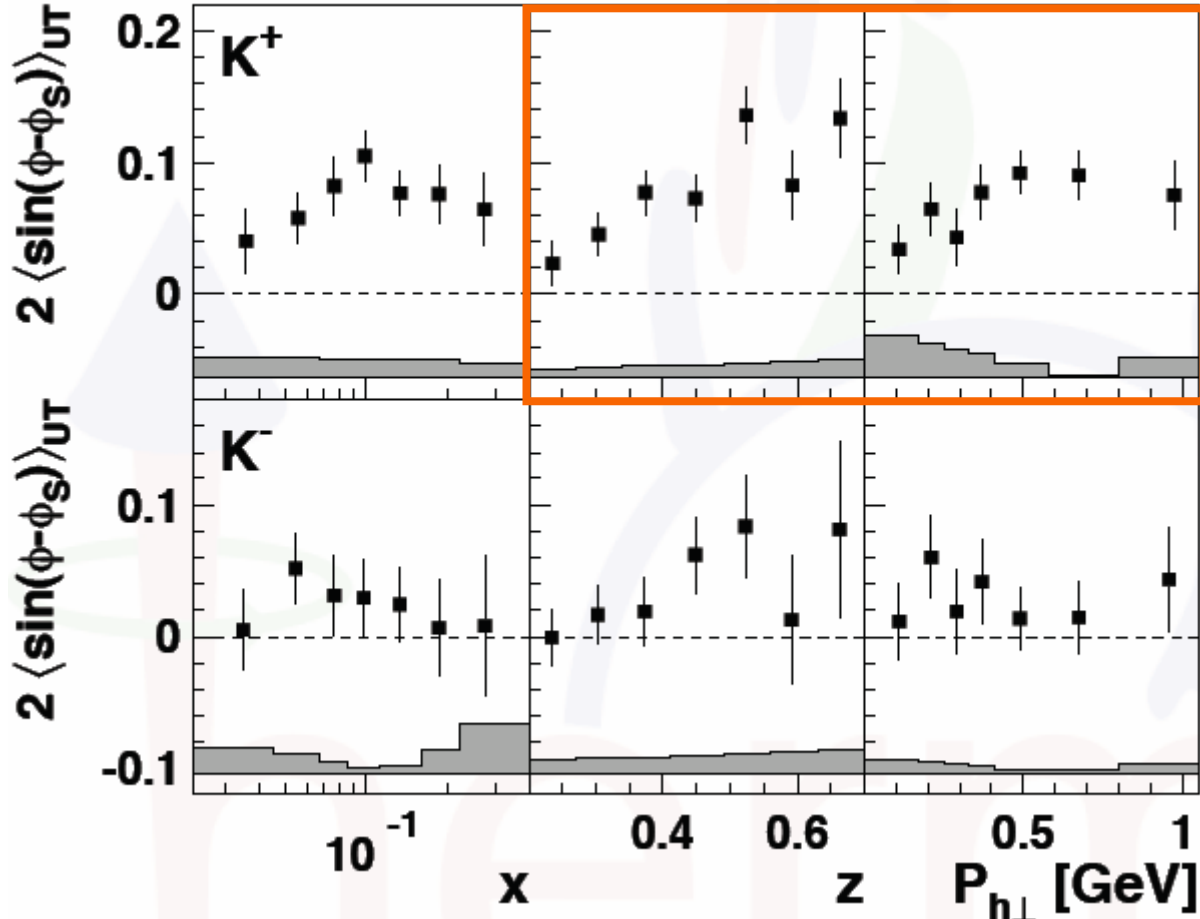 2 ⟨sin(ϕ-ϕS)⟩UT
K+
0.2
0.1
0
2 ⟨sin(ϕ-ϕS)⟩UT
K-
0.1
0
-0.1
10-1
0.4
0.6
0.5
1
x
z
Ph⊥ [GeV]
herm